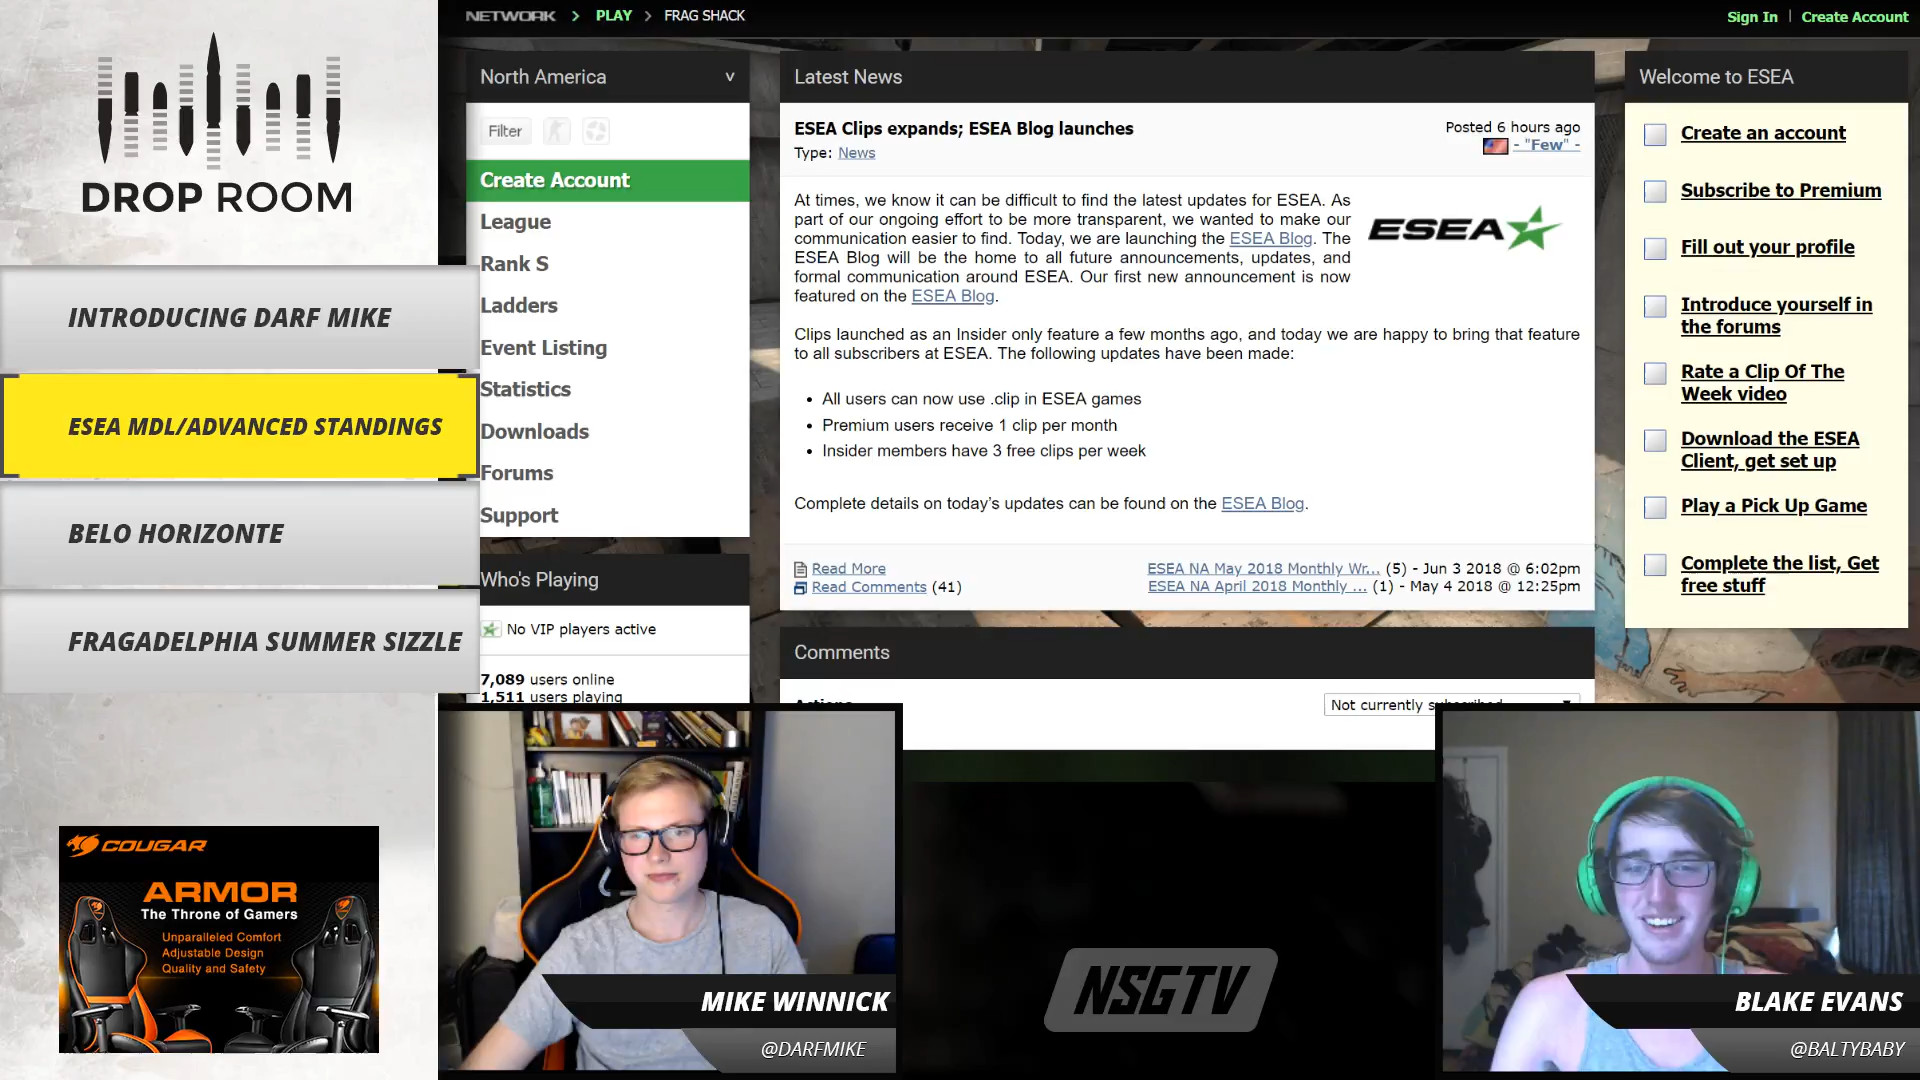 DROP ROOM
INTRODUCING DARF MIKE
ESEA MDL/ADVANCED STANDINGS
BELO HORIZONTE
FRAGADELPHIA SUMMER SIZZLE
COUGAR
ARMOR
The Throne of Gamers
Unparalleled Comfort
Adjustable Design
Quality and Safety
NETWORK > PLAY > FRAG SHACK
Sign In | Create Account
North America
Filter
Create Account
League
Rank S
Ladders
Event Listing
Statistics
Downloads
Forums
Support
Who's Playing
No VIP players active
7,089 users online
1,511 users playing
Latest News
ESEA Clips expands; ESEA Blog launches
Posted 6 hours ago
Type: News
- "Few" -
At times, we know it can be difficult to find the latest updates for ESEA. As
part of our ongoing effort to be more transparent, we wanted to make our
communication easier to find. Today, we are launching the ESEA Blog. The
ESEA Blog will be the home to all future announcements, updates, and
formal communication around ESEA. Our first new announcement is now
featured on the ESEA Blog.
ESEA
Clips launched as an Insider only feature a few months ago, and today we are happy to bring that feature
to all subscribers at ESEA. The following updates have been made:
• All users can now use .clip in ESEA games
• Premium users receive 1 clip per month
• Insider members have 3 free clips per week
Complete details on today's updates can be found on the ESEA Blog.
Read More
ESEA NA May 2018 Monthly Wr... (5) - Jun 3 2018 @ 6:02pm
Read Comments (41)
ESEA NA April 2018 Monthly ... (1) - May 4 2018 @ 12:25pm
Comments
Actions
Not currently subscribed
Welcome to ESEA
Create an account
Subscribe to Premium
Fill out your profile
Introduce yourself in
the forums
Rate a Clip Of The
Week video
Download the ESEA
Client, get set up
Play a Pick Up Game
Complete the list, Get
free stuff
MIKE WINNICK
@DARFMIKE
NSGTV
BLAKE EVANS
@BALTYBABY